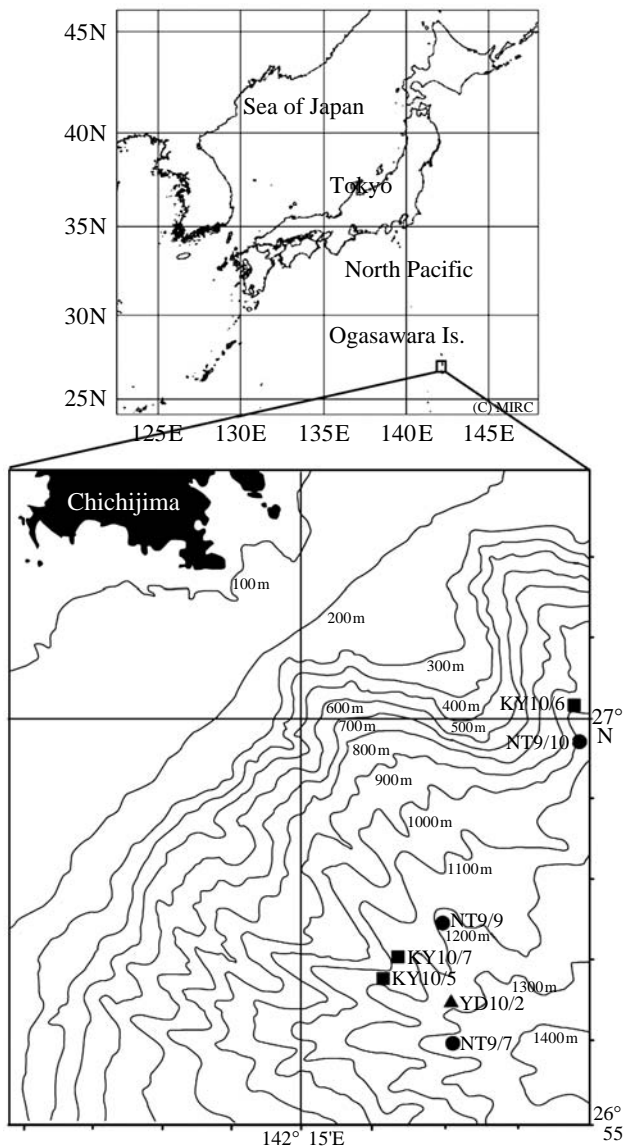 45N
Sea of Japan
40N
Tokyo
35N
North Pacific
30N
Ogasawara Is.
25N
(C) MIRC
125E 130E 135E 140E 145E
Chichijima
100m
200m
300m
400m
KY10/6
600m
500m
27°
N
700m
NT9/10
800m
900m
1000m
1100m
NT9/9
1200m
KY10/7
KY10/5
1300m
YD10/2
1400m
NT9/7
26°
55
142° 15'E